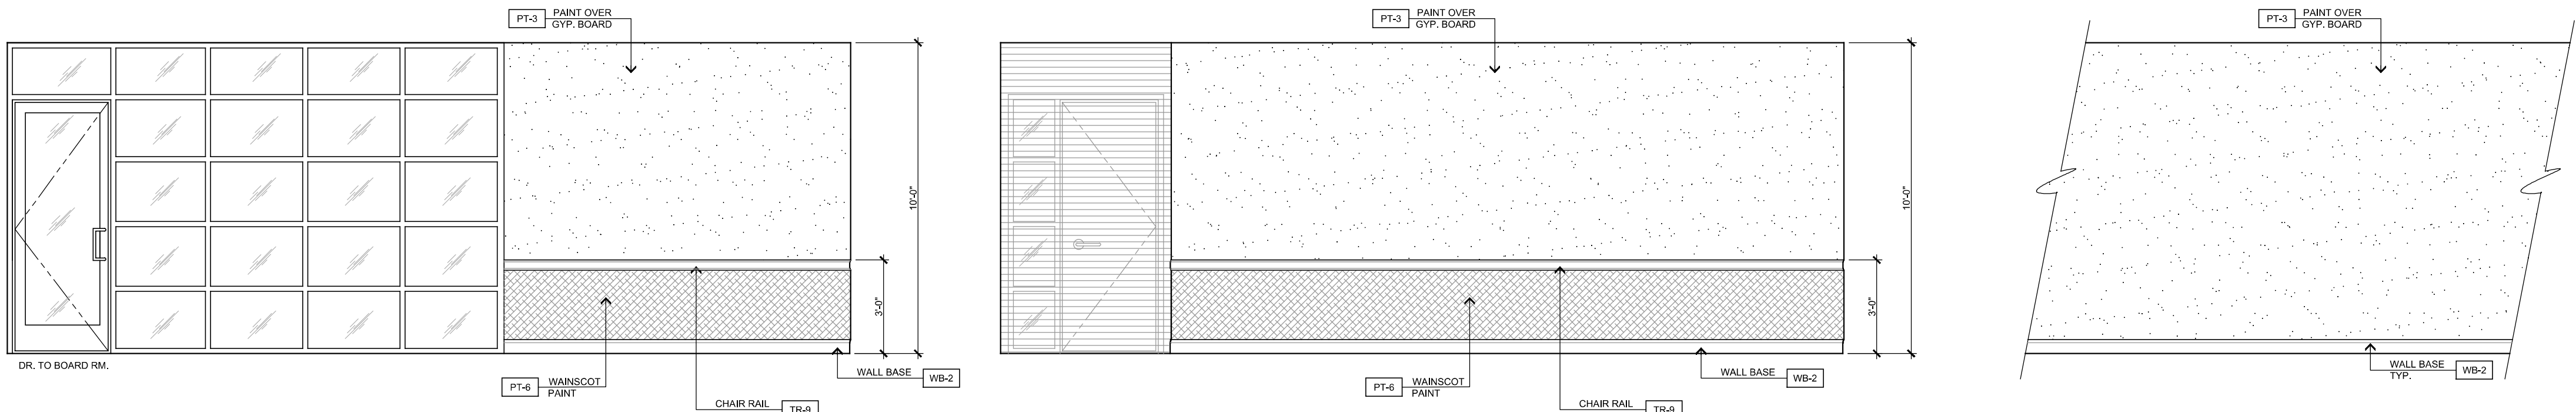 PT-3 PAINT OVER
GYP. BOARD
10'-0"
3'-0"
DR. TO BOARD RM.
PT-6 WAINSCOT
PAINT
WALL BASE WB-2
CHAIR RAIL TR-9
PT-3 PAINT OVER
GYP. BOARD
10'-0"
3'-0"
PT-6 WAINSCOT
PAINT
WALL BASE WB-2
CHAIR RAIL TR-9
PT-3 PAINT OVER
GYP. BOARD
WALL BASE WB-2
TYP.